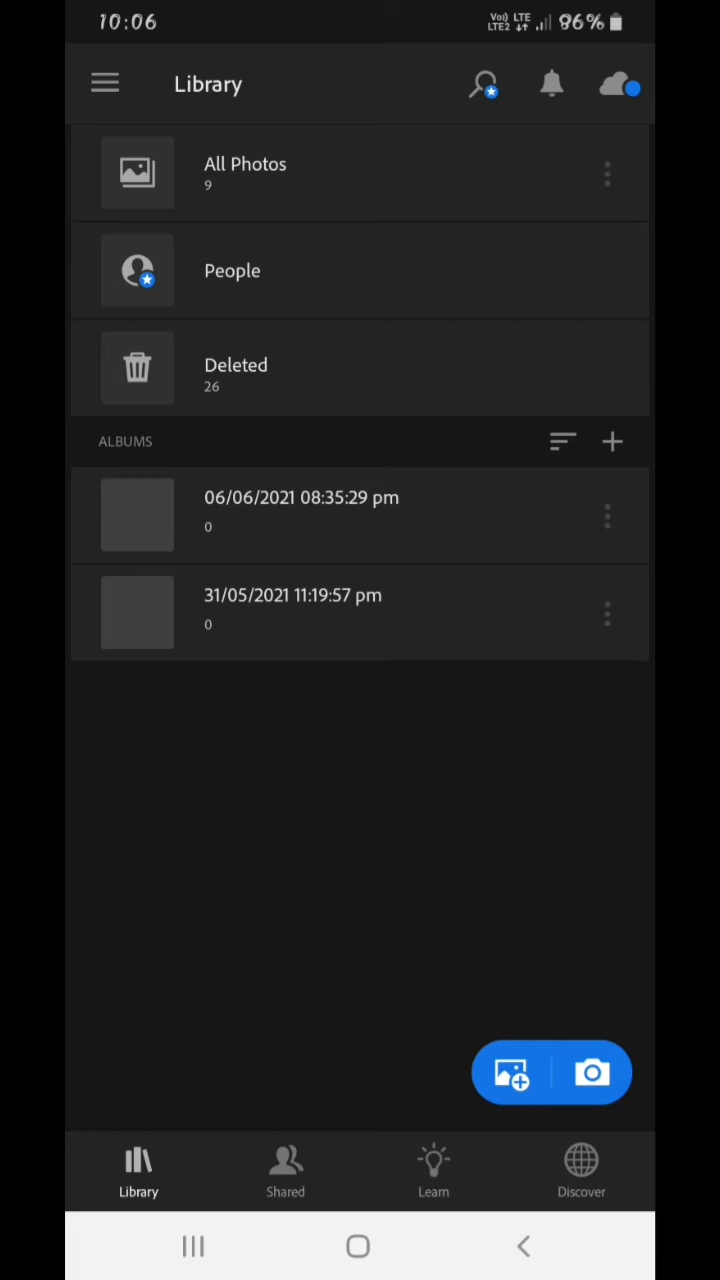 10:06
Vo) LTE
LTE2
96%
Library
All Photos
9
People
Deleted
26
ALBUMS
06/06/2021 08:35:29 pm
0
31/05/2021 11:19:57 pm
0
Library
Shared
Learn
Discover